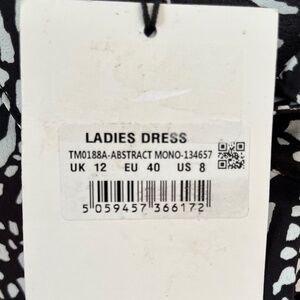 LADIES DRESS
TM0188A-ABSTRACT MONO-134657
UK 12 EU 40 US 8
5 059457 366172